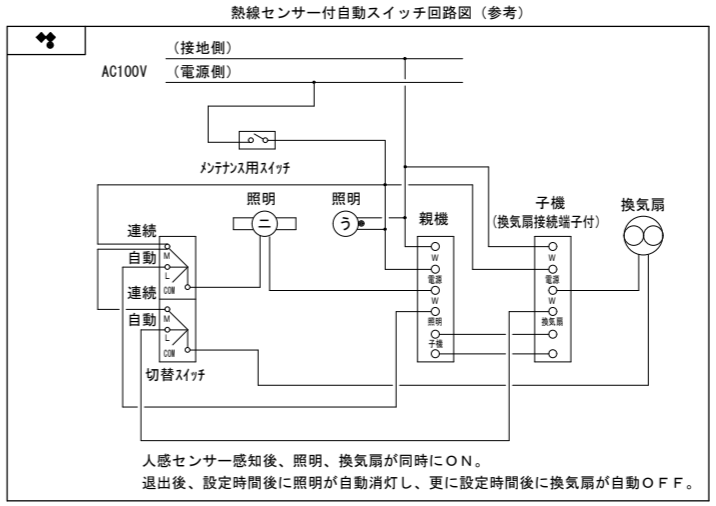 熱線センサー付自動スイッチ回路図（参考）
（接地側）
AC100V
（電源側）
メンテナンス用スイッチ
照明
ニ
照明
う
親機
子機
（換気扇接続端子付）
換気扇
連続
M
自動
L
COM
連続
自動
M
L
COM
切替スイッチ
W
電源
W
照明
子機
W
電源
W
換気扇
人感センサー感知後、照明、換気扇が同時にＯＮ。
退出後、設定時間後に照明が自動消灯し、更に設定時間後に換気扇が自動ＯＦＦ。